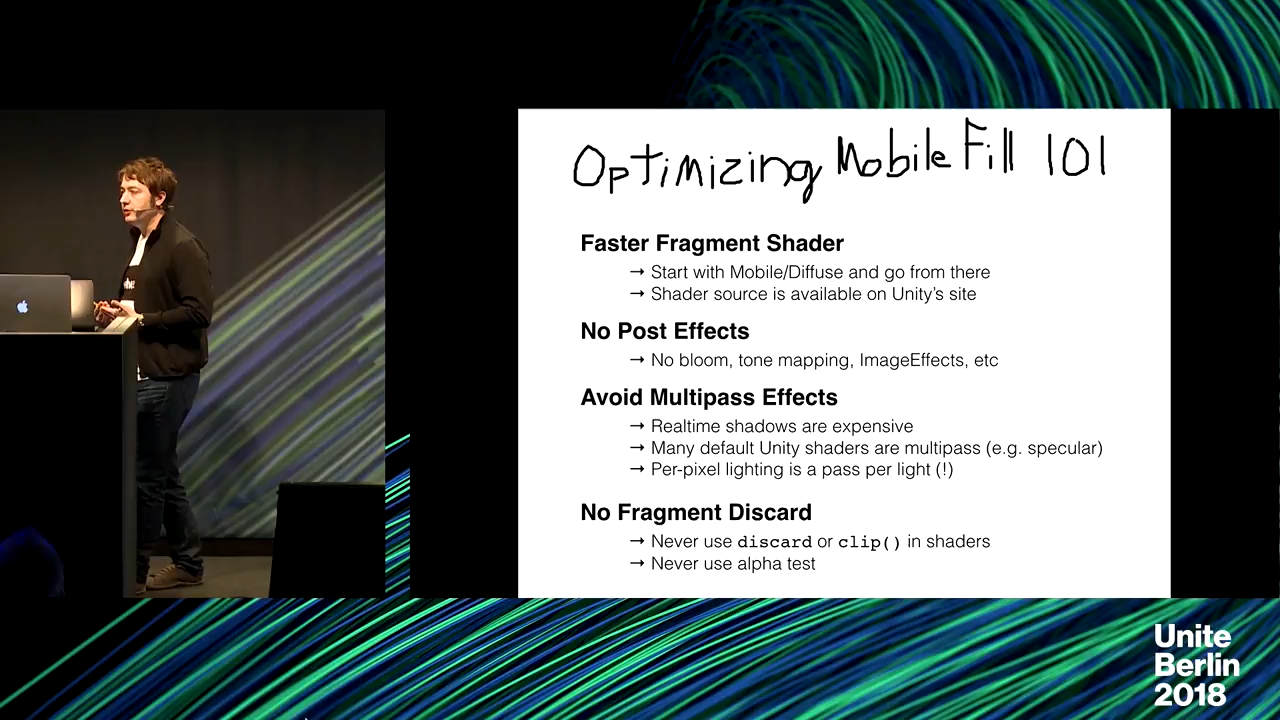 Optimizing Mobile Fill 101
Faster Fragment Shader
→ Start with Mobile/Diffuse and go from there
→ Shader source is available on Unity's site
No Post Effects
→ No bloom, tone mapping, ImageEffects, etc
Avoid Multipass Effects
→ Realtime shadows are expensive
→ Many default Unity shaders are multipass (e.g. specular)
→ Per-pixel lighting is a pass per light (!)
No Fragment Discard
→ Never use discard or clip() in shaders
→ Never use alpha test
Unite
Berlin
2018